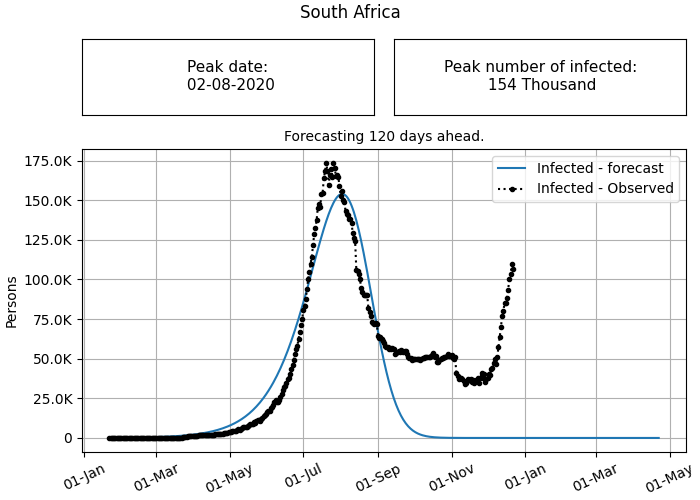 South Africa
Peak date:
02-08-2020
Peak number of infected:
154 Thousand
Forecasting 120 days ahead.
Infected - forecast
Infected - Observed
175.0K
150.0K
125.0K
100.0K
75.0K
50.0K
25.0K
0
Persons
01-Jan
01-Mar
01-May
01-Jul
01-Sep
01-Nov
01-Jan
01-Mar
01-May